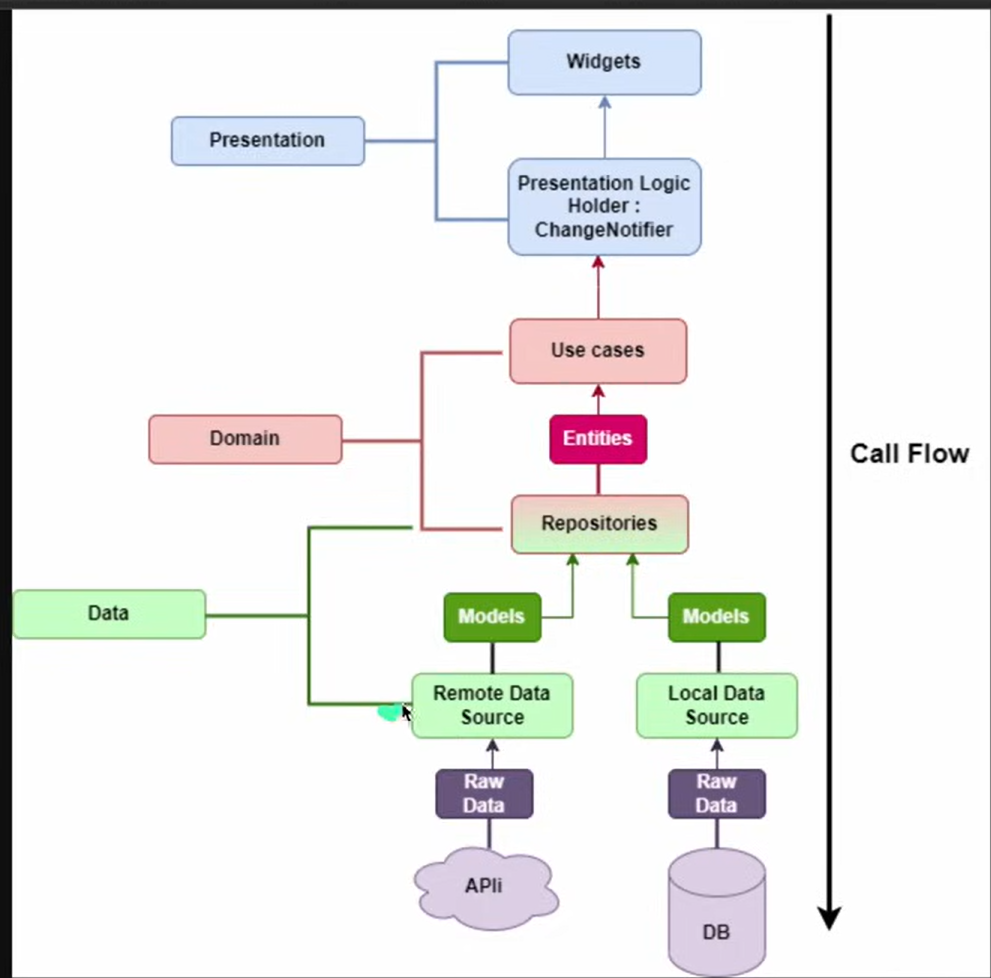 Widgets
Presentation
Presentation Logic
Holder :
ChangeNotifier
Use cases
Domain
Entities
Call Flow
Repositories
Data
Models
Models
Remote Data
Source
Local Data
Source
Raw
Data
Raw
Data
APIi
DB